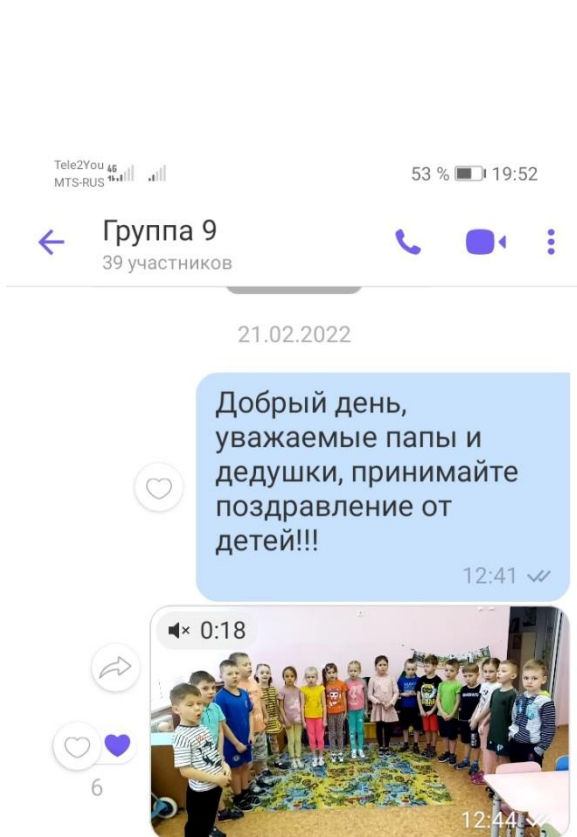 Tele2You 4G 53 % 19:52
MTS-RUS
Группа 9
39 участников
21.02.2022
Добрый день,
уважаемые папы и
дедушки, принимайте
поздравление от
детей!!!
12:41
0:18
6
12:44